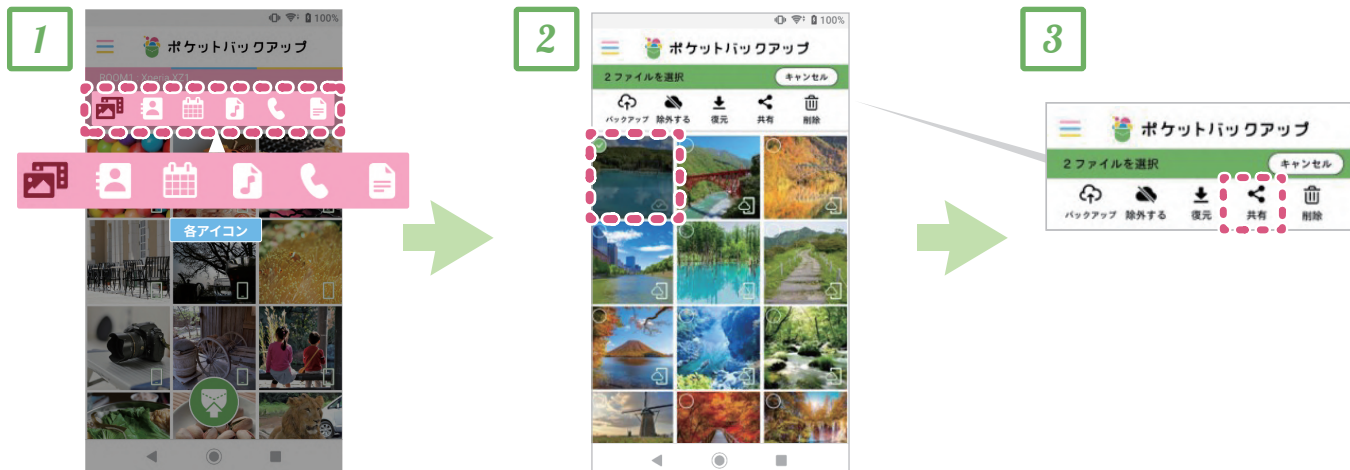 1
100%
ポケットバックアップ
ROOM1 : Xperia XZ1
各アイコン
2
100%
ポケットバックアップ
2ファイルを選択
キャンセル
バックアップ 除外する 復元 共有 削除
3
ポケットバックアップ
2ファイルを選択
キャンセル
バックアップ 除外する 復元 共有 削除